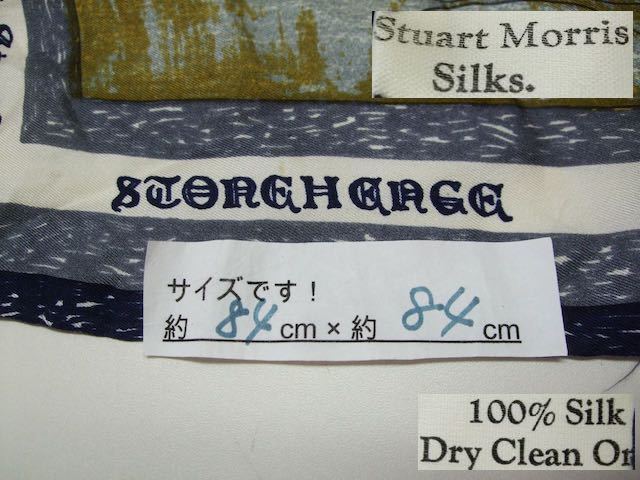 Stuart Morris
Silks.
STONEHENGE
サイズです！
約 84 cm × 約 84 cm
100% Silk
Dry Clean On